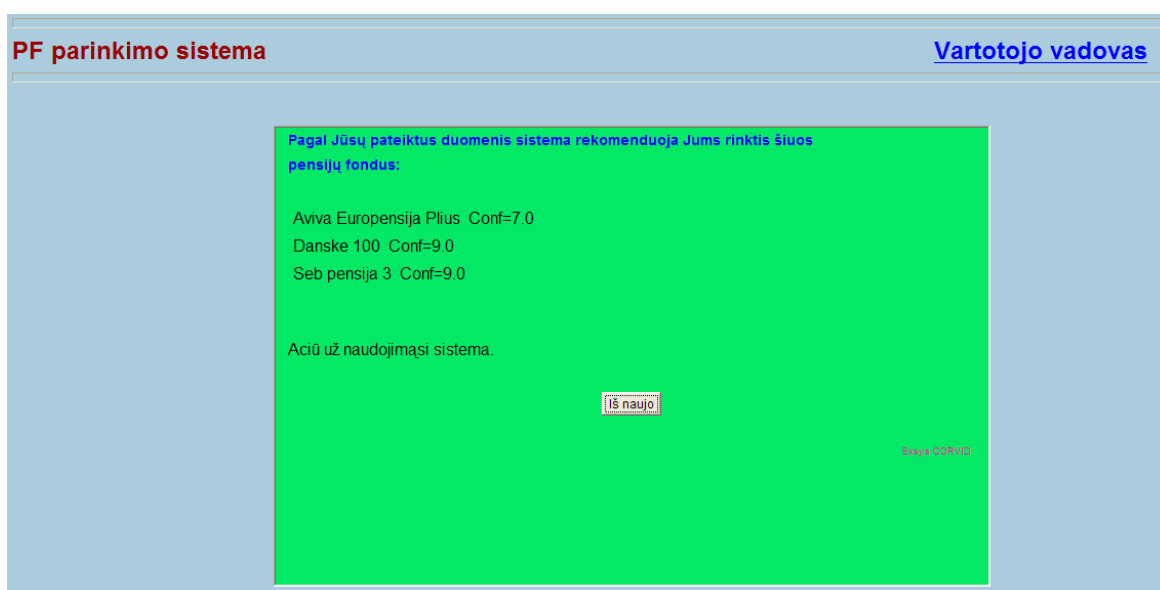 PF parinkimo sistema
Vartotojo vadovas
Pagal Jūsų pateiktus duomenis sistema rekomenduoja Jums rinktis šiuos
pensijų fondus:
Aviva Europensija Plius Conf=7.0
Danske 100 Conf=9.0
Seb pensija 3 Conf=9.0
Aciū už naudojimąsi sistema.
Iš naujo
Exsys CORVID